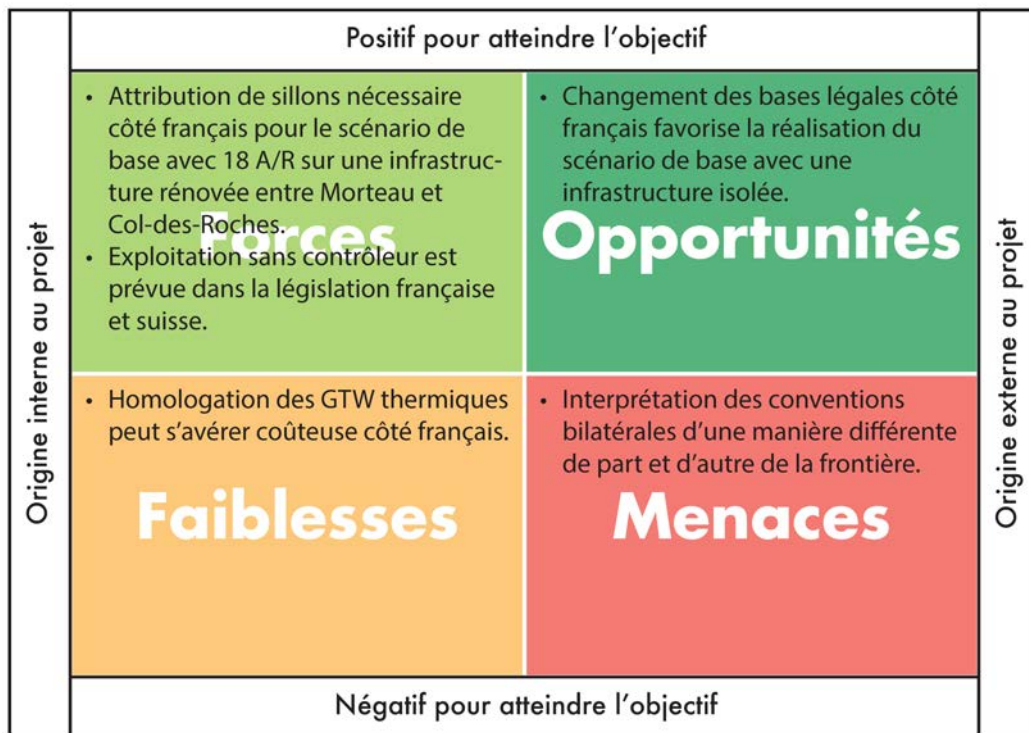 Positif pour atteindre l’objectif
Origine interne au projet
• Attribution de sillons nécessaire
côté français pour le scénario de
base avec 18 A/R sur une infrastruc-
ture rénovée entre Morteau et
Col-des-Roches.
• Exploitation sans contrôleur est
prévue dans la législation française
et suisse.
Forces
• Changement des bases légales côté
français favorise la réalisation du
scénario de base avec une
infrastructure isolée.
Opportunités
• Homologation des GTW thermiques
peut s’avérer coûteuse côté français.
Faiblesses
• Interprétation des conventions
bilatérales d’une manière différente
de part et d’autre de la frontière.
Menaces
Origine externe au projet
Négatif pour atteindre l’objectif